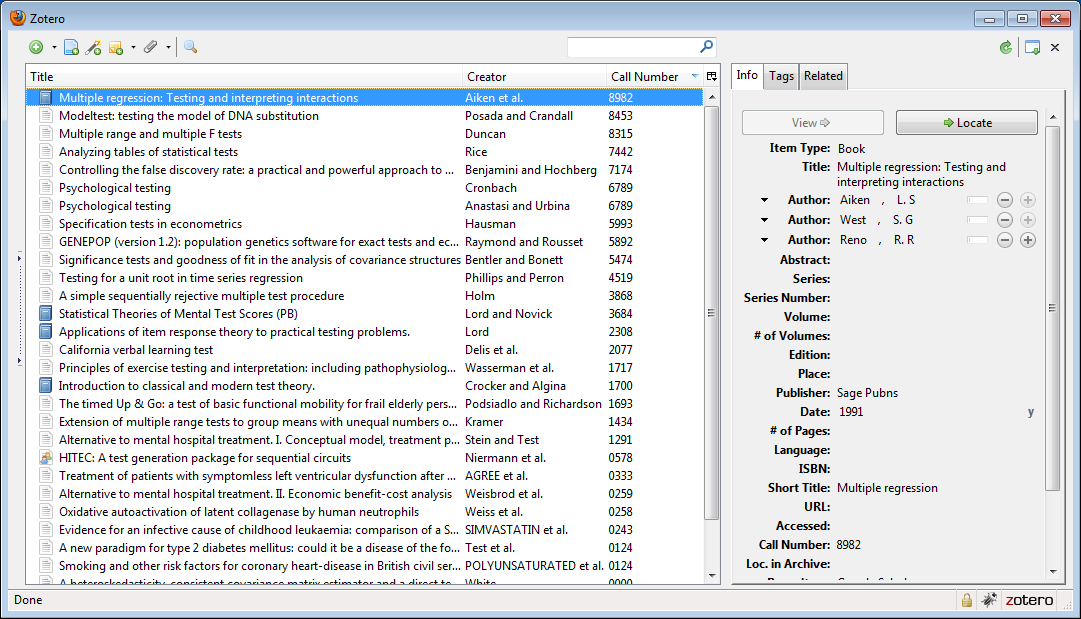 Zotero
Title Creator Call Number
Multiple regression: Testing and interpreting interactions Aiken et al. 8982
Modeltest: testing the model of DNA substitution Posada and Crandall 8453
Multiple range and multiple F tests Duncan 8315
Analyzing tables of statistical tests Rice 7442
Controlling the false discovery rate: a practical and powerful approach to ... Benjamini and Hochberg 7174
Psychological testing Cronbach 6789
Psychological testing Anastasi and Urbina 6789
Specification tests in econometrics Hausman 5993
GENEPOP (version 1.2): population genetics software for exact tests and ec... Raymond and Rousset 5892
Significance tests and goodness of fit in the analysis of covariance structures Bentler and Bonett 5474
Testing for a unit root in time series regression Phillips and Perron 4519
A simple sequentially rejective multiple test procedure Holm 3868
Statistical Theories of Mental Test Scores (PB) Lord and Novick 3684
Applications of item response theory to practical testing problems. Lord 2308
California verbal learning test Delis et al. 2077
Principles of exercise testing and interpretation: including pathophysiolog... Wasserman et al. 1717
Introduction to classical and modern test theory. Crocker and Algina 1700
The timed Up & Go: a test of basic functional mobility for frail elderly pers... Podsiadlo and Richardson 1693
Extension of multiple range tests to group means with unequal numbers o... Kramer 1434
Alternative to mental hospital treatment. I. Conceptual model, treatment p... Stein and Test 1291
HITEC: A test generation package for sequential circuits Niermann et al. 0578
Treatment of patients with symptomless left ventricular dysfunction after ... AGREE et al. 0333
Alternative to mental hospital treatment. II. Economic benefit-cost analysis Weisbrod et al. 0259
Oxidative autoactivation of latent collagenase by human neutrophils Weiss et al. 0258
Evidence for an infective cause of childhood leukaemia: comparison of a S... SIMVASTATIN et al. 0243
A new paradigm for type 2 diabetes mellitus: could it be a disease of the fo... Test et al. 0124
Smoking and other risk factors for coronary heart-disease in British civil ser... POLYUNSATURATED et al. 0124
A heteroskedasticity-consistent covariance matrix estimator and a direct te... White 0000
Info Tags Related
View Locate
Item Type: Book
Title: Multiple regression: Testing and
interpreting interactions
Author: Aiken , L. S
Author: West , S. G
Author: Reno , R. R
Abstract:
Series:
Series Number:
Volume:
# of Volumes:
Edition:
Place:
Publisher: Sage Pubns
Date: 1991 y
# of Pages:
Language:
ISBN:
Short Title: Multiple regression
URL:
Accessed:
Call Number: 8982
Loc. in Archive:
Done zotero